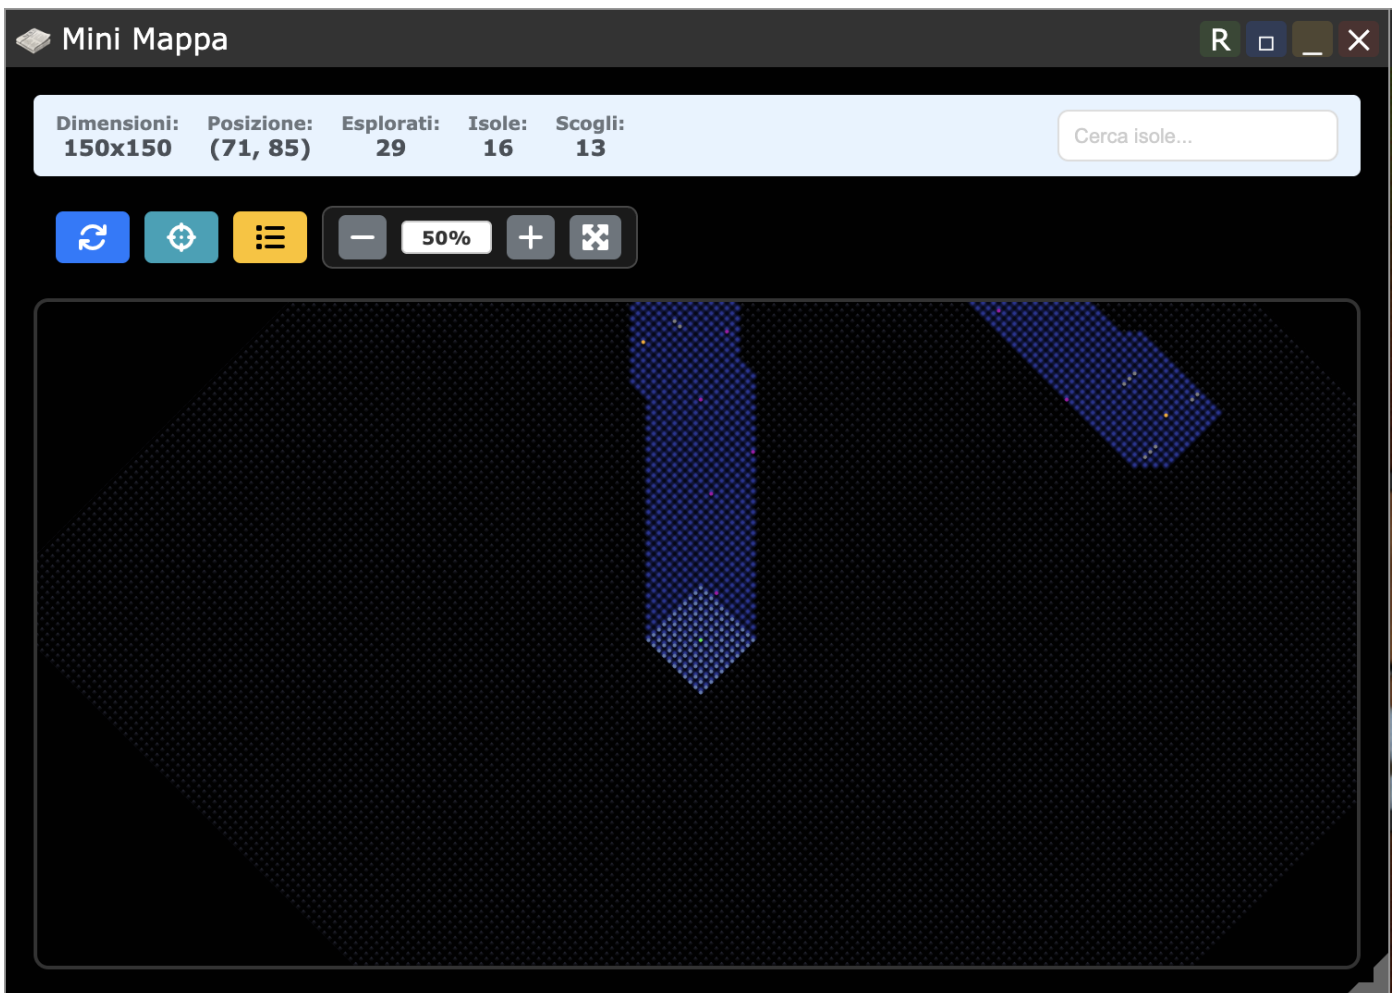 Mini Mappa
R
Dimensioni: Posizione: Esplorati: Isole: Scogli:
150x150 (71, 85) 29 16 13
Cerca isole...
50%